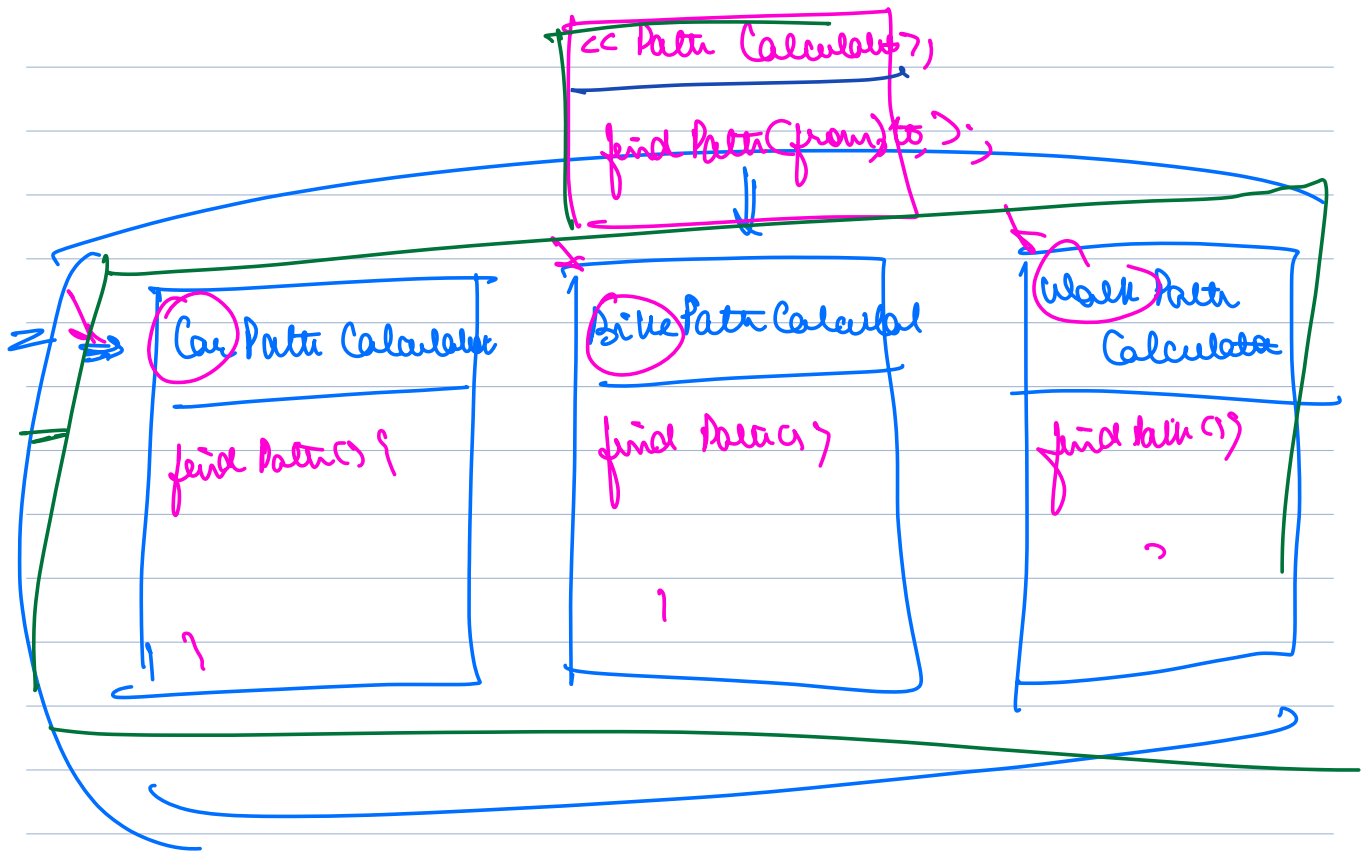 << Path Calculator >>
find Path (from, to);
Car Path Calculator
find Path() {
}
Bike Path Calculat
find Path() {
}
Walk Path
Calculator
find Path() {
}